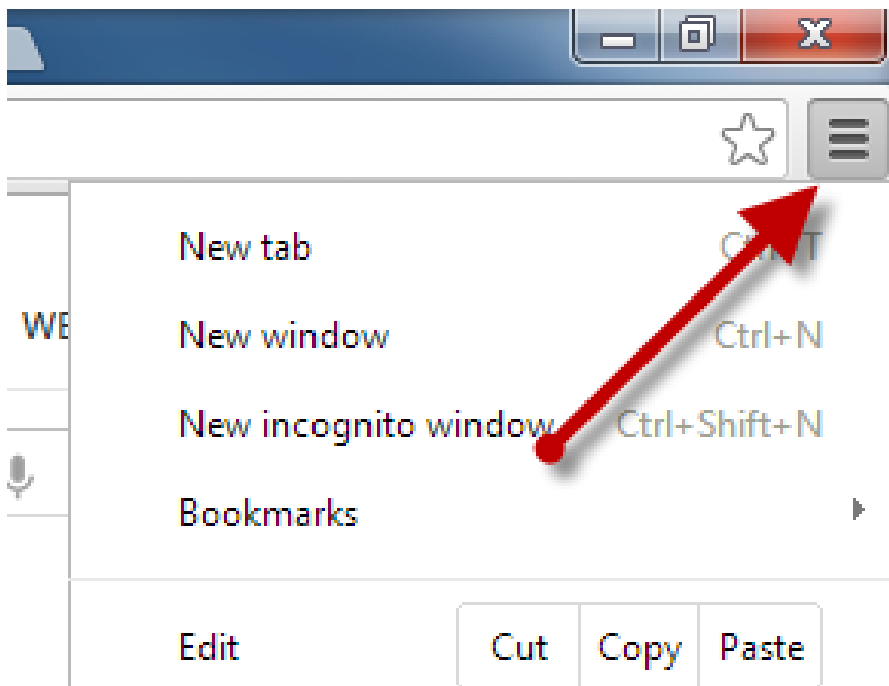 New tab
WE
New window Ctrl+N
New incognito window Ctrl+Shift+N
Bookmarks
Edit Cut Copy Paste